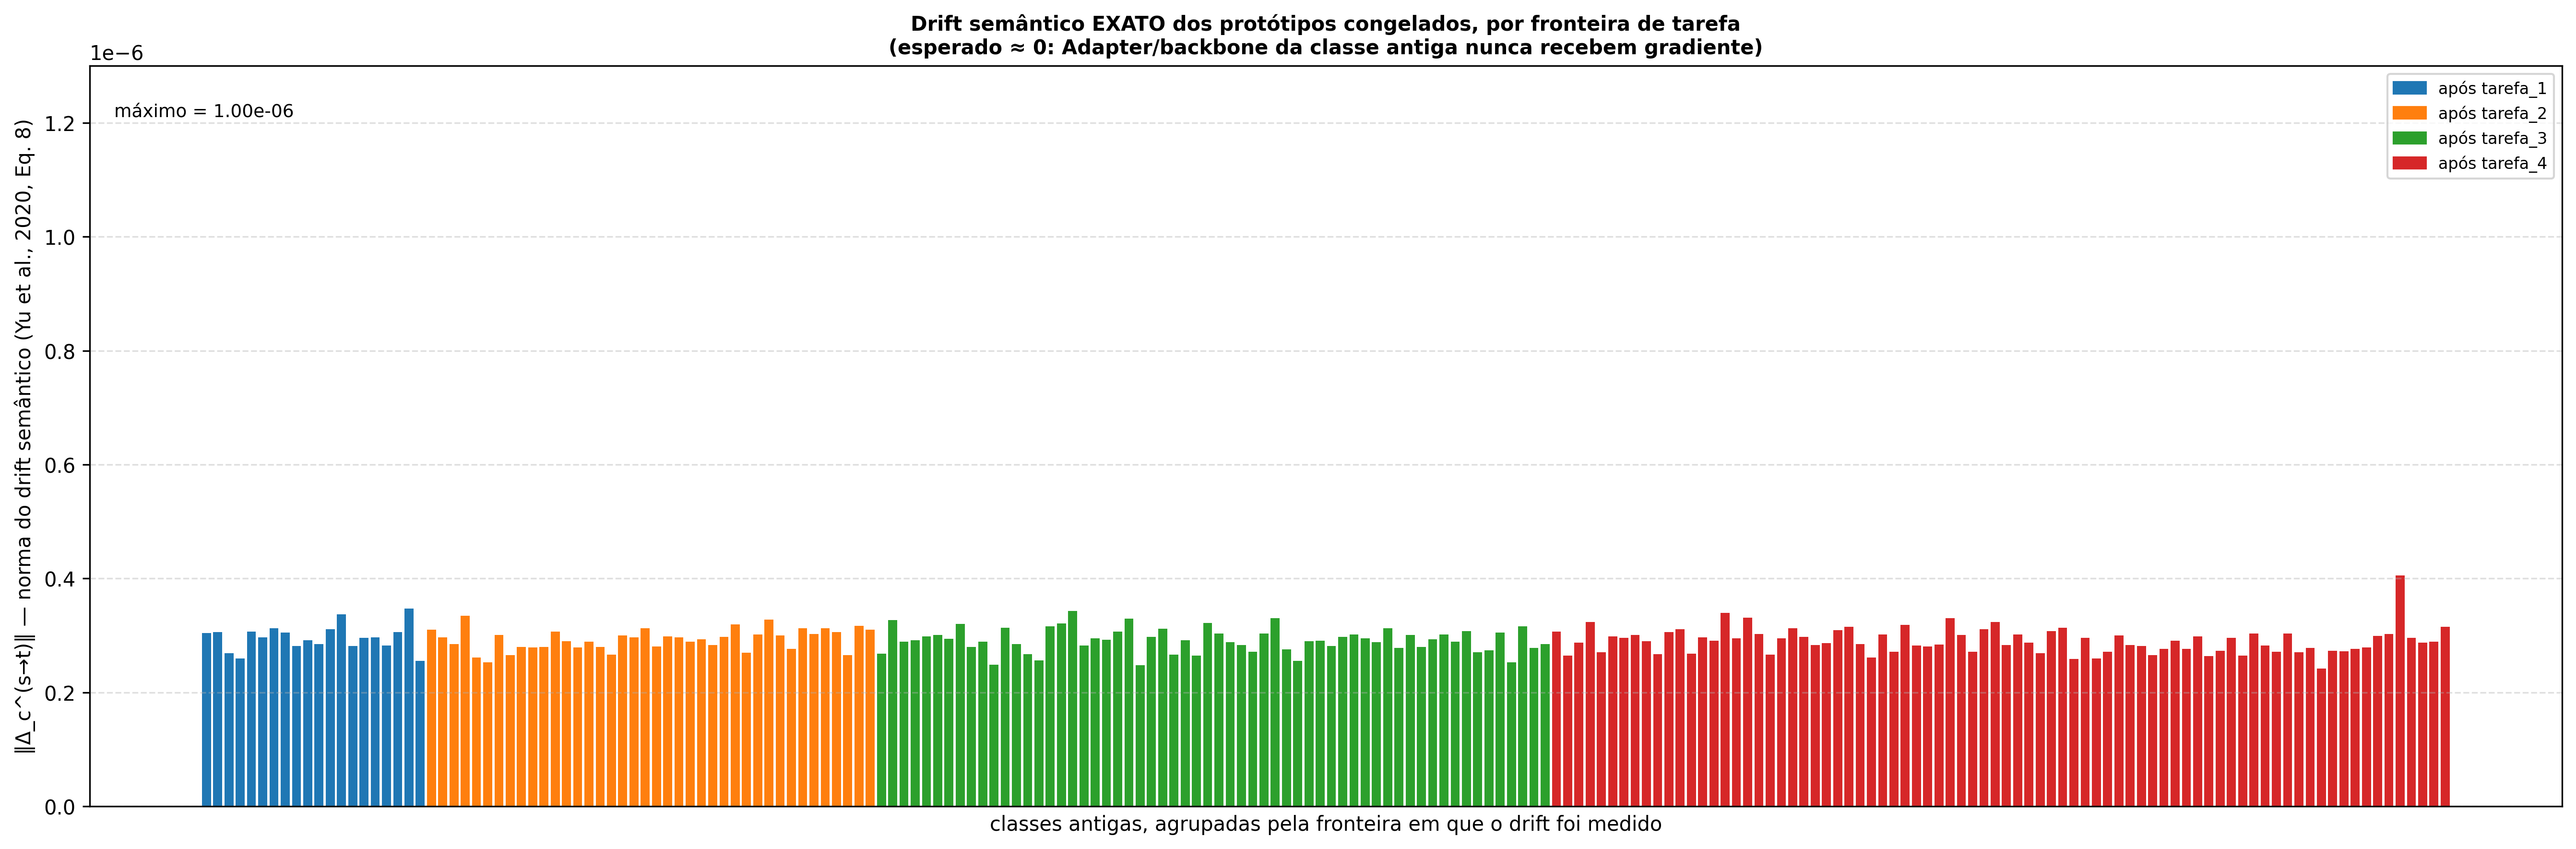 Drift semântico EXATO dos protótipos congelados, por fronteira de tarefa
(esperado ≈ 0: Adapter/backbone da classe antiga nunca recebem gradiente)
1e−6
máximo = 1.00e-06
após tarefa_1
após tarefa_2
após tarefa_3
após tarefa_4
‖Δ_c^(s→t)‖ — norma do drift semântico (Yu et al., 2020, Eq. 8)
1.2
1.0
0.8
0.6
0.4
0.2
0.0
classes antigas, agrupadas pela fronteira em que o drift foi medido